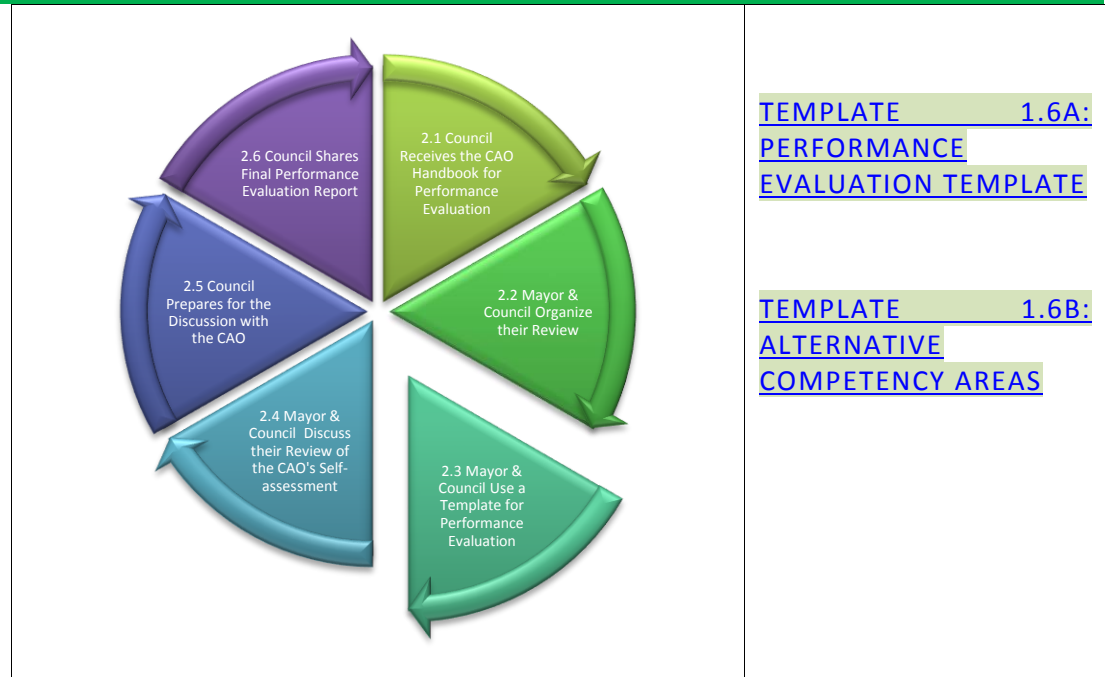 2.1 Council
Receives the CAO
Handbook for
Performance
Evaluation
2.2 Mayor &
Council Organize
their Review
2.3 Mayor &
Council Use a
Template for
Performance
Evaluation
2.4 Mayor &
Council Discuss
their Review of
the CAO's Self-
assessment
2.5 Council
Prepares for the
Discussion with
the CAO
2.6 Council Shares
Final Performance
Evaluation Report
TEMPLATE 1.6A:
PERFORMANCE
EVALUATION TEMPLATE
TEMPLATE 1.6B:
ALTERNATIVE
COMPETENCY AREAS